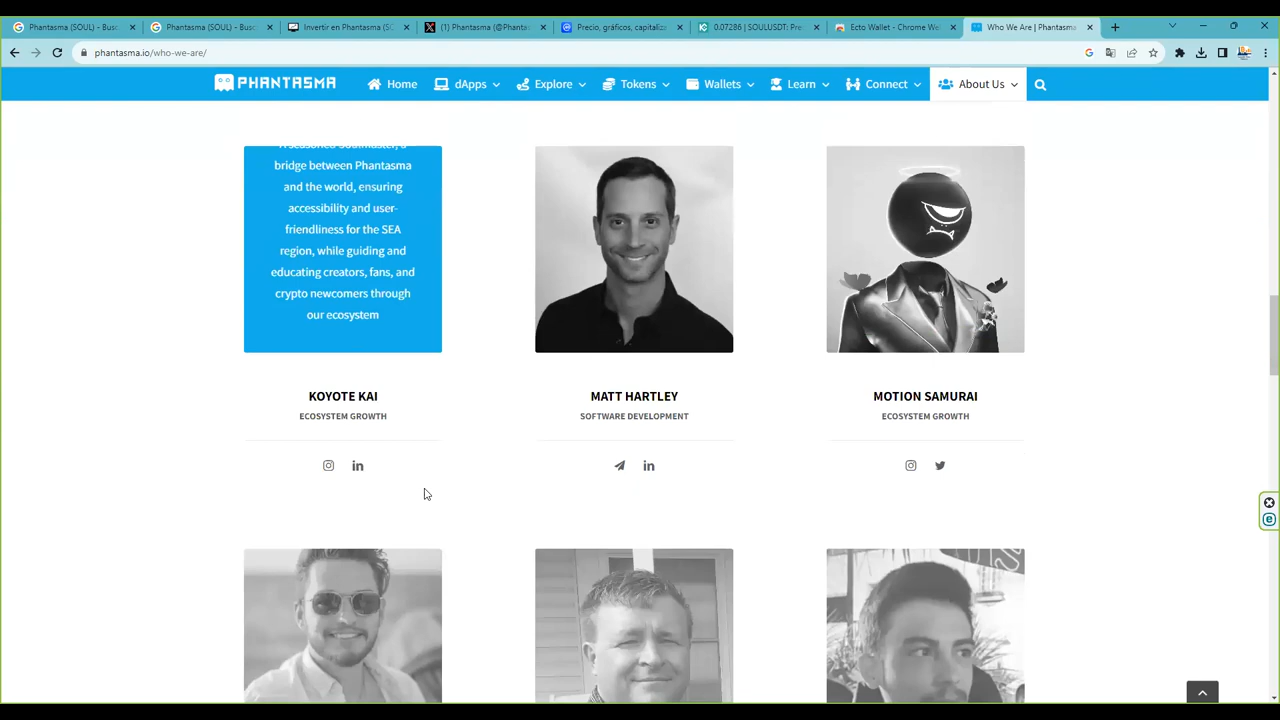 Phantasma (SOUL) - Busc
Phantasma (SOUL) - Busc
Invertir en Phantasma (SC
(1) Phantasma (@Phantas
Precio, gráficos, capitaliz
0.07286 | SOULUSDT: Pre
Ecto Wallet - Chrome We
Who We Are | Phantasma
phantasma.io/who-we-are/
PHANTASMA
Home
dApps
Explore
Tokens
Wallets
Learn
Connect
About Us
bridge between Phantasma
and the world, ensuring
accessibility and user-
friendliness for the SEA
region, while guiding and
educating creators, fans, and
crypto newcomers through
our ecosystem
KOYOTE KAI
ECOSYSTEM GROWTH
MATT HARTLEY
SOFTWARE DEVELOPMENT
MOTION SAMURAI
ECOSYSTEM GROWTH